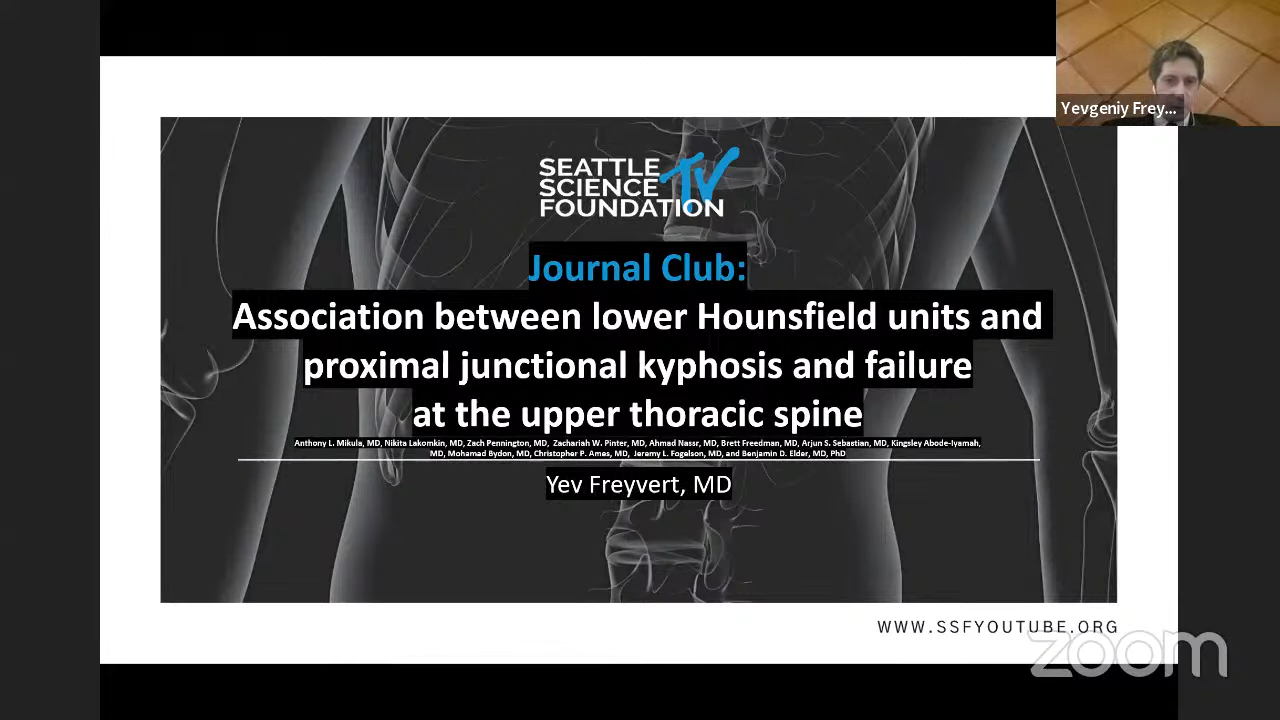 Yevgeniy Frey...
SEATTLE
SCIENCE
FOUNDATION
TV
Journal Club:
Association between lower Hounsfield units and
proximal junctional kyphosis and failure
at the upper thoracic spine
Anthony L. Mikula, MD, Nikita Lakomkin, MD, Zach Pennington, MD, Zachariah W. Pinter, MD, Ahmad Nassr, MD, Brett Freedman, MD, Arjun S. Sebastian, MD, Kingsley Abode-Iyamah,
MD, Mohamad Bydon, MD, Christopher P. Ames, MD, Jeremy L. Fogelson, MD, and Benjamin D. Elder, MD, PhD
Yev Freyvert, MD
WWW.SSFYOUTUBE.ORG
zoom